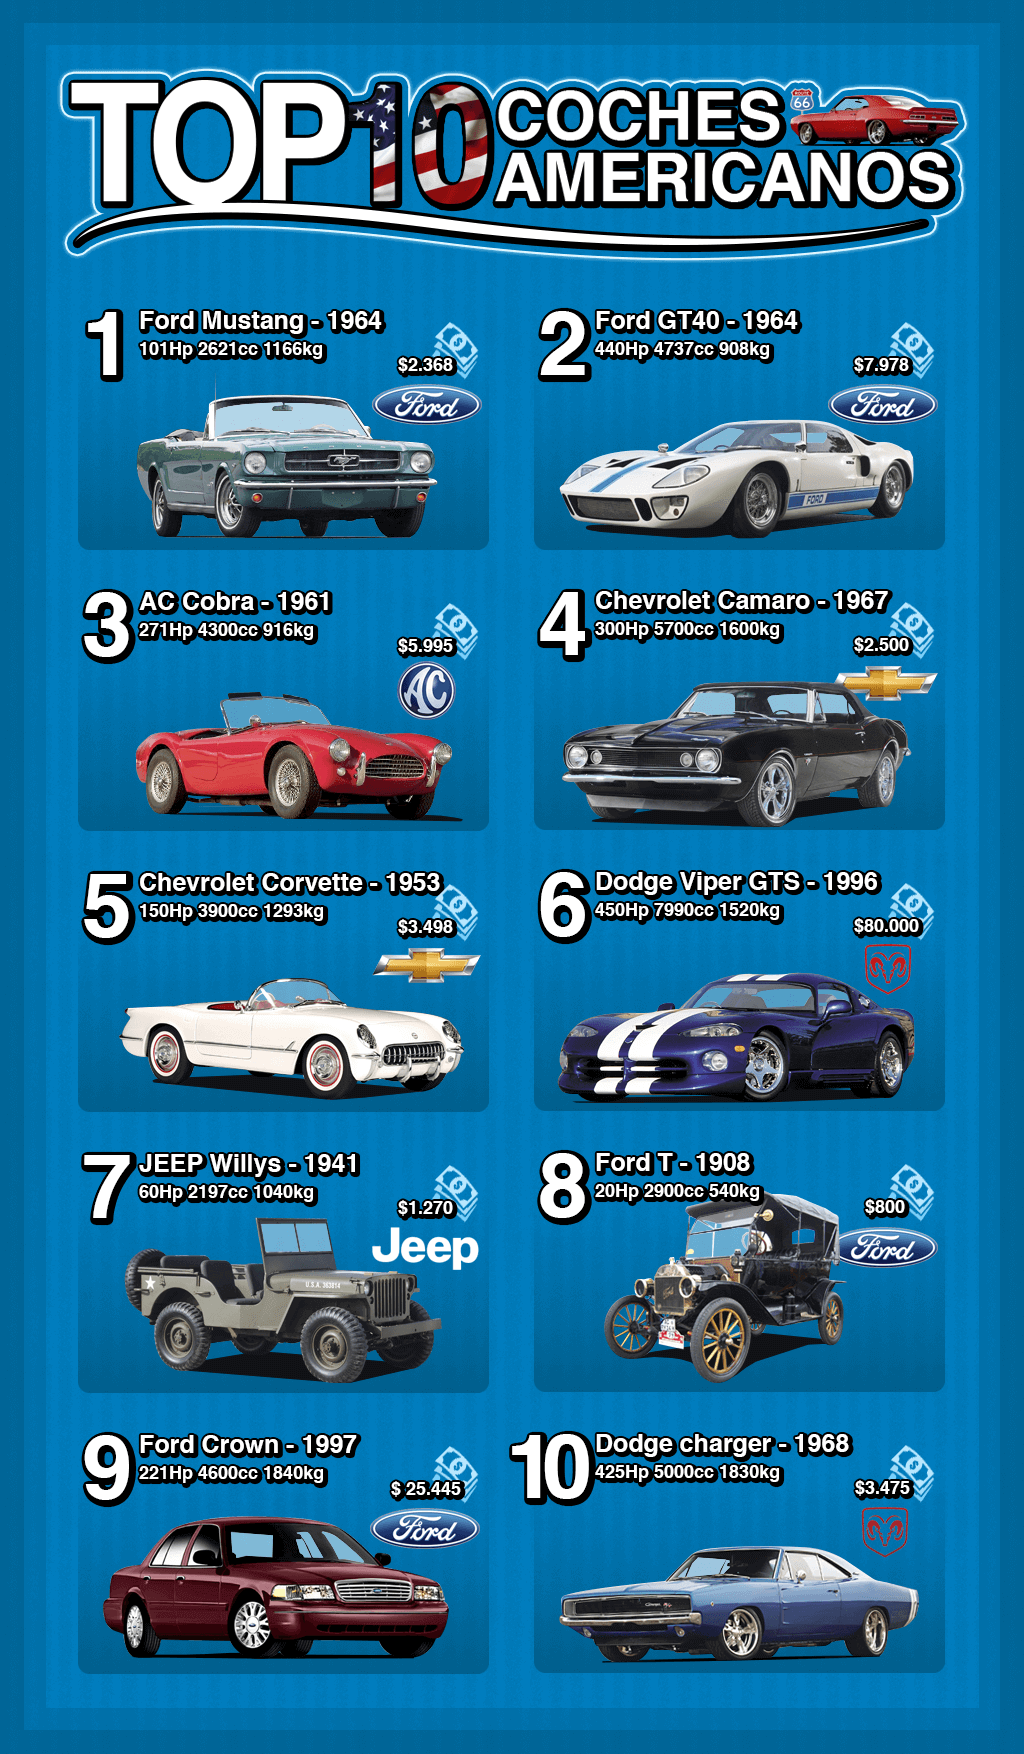 TOP10
COCHES
ROUTE
66
AMERICANOS
1
Ford Mustang - 1964
101Hp 2621cc 1166kg
$2.368
Ford
2
Ford GT40 - 1964
440Hp 4737cc 908kg
$7.978
Ford
FORD
3
AC Cobra - 1961
271Hp 4300cc 916kg
$5.995
AC
4
Chevrolet Camaro - 1967
300Hp 5700cc 1600kg
$2.500
5
Chevrolet Corvette - 1953
150Hp 3900cc 1293kg
$3.498
6
Dodge Viper GTS - 1996
450Hp 7990cc 1520kg
$80.000
7
JEEP Willys - 1941
60Hp 2197cc 1040kg
$1.270
Jeep
8
Ford T - 1908
20Hp 2900cc 540kg
$800
Ford
9
Ford Crown - 1997
221Hp 4600cc 1840kg
$ 25.445
Ford
10
Dodge charger - 1968
425Hp 5000cc 1830kg
$3.475